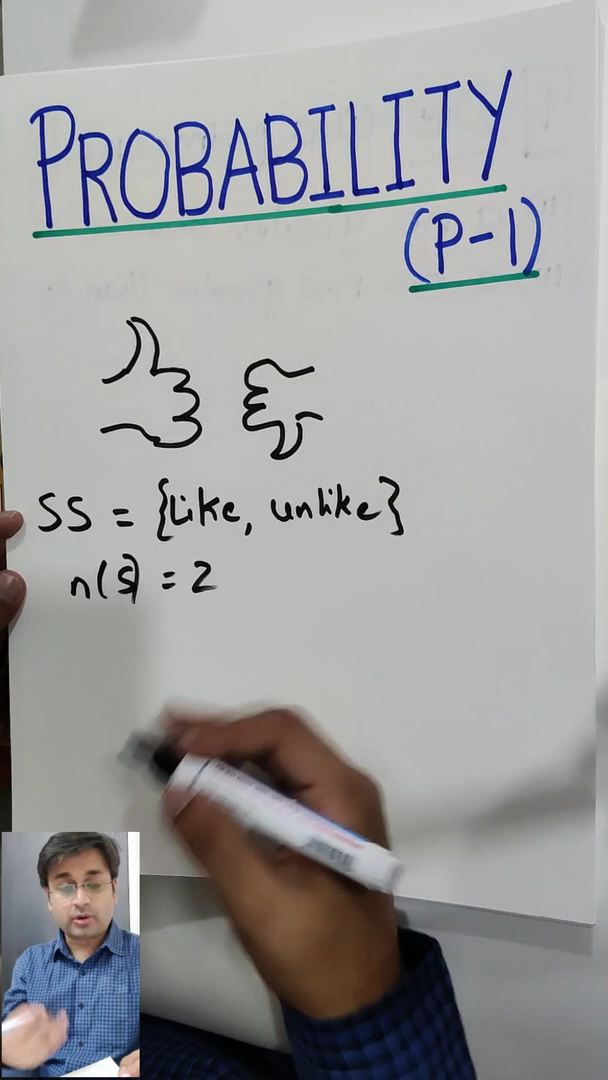 PROBABILITY
(P-1)
SS = {Like, unlike}
n(S) = 2